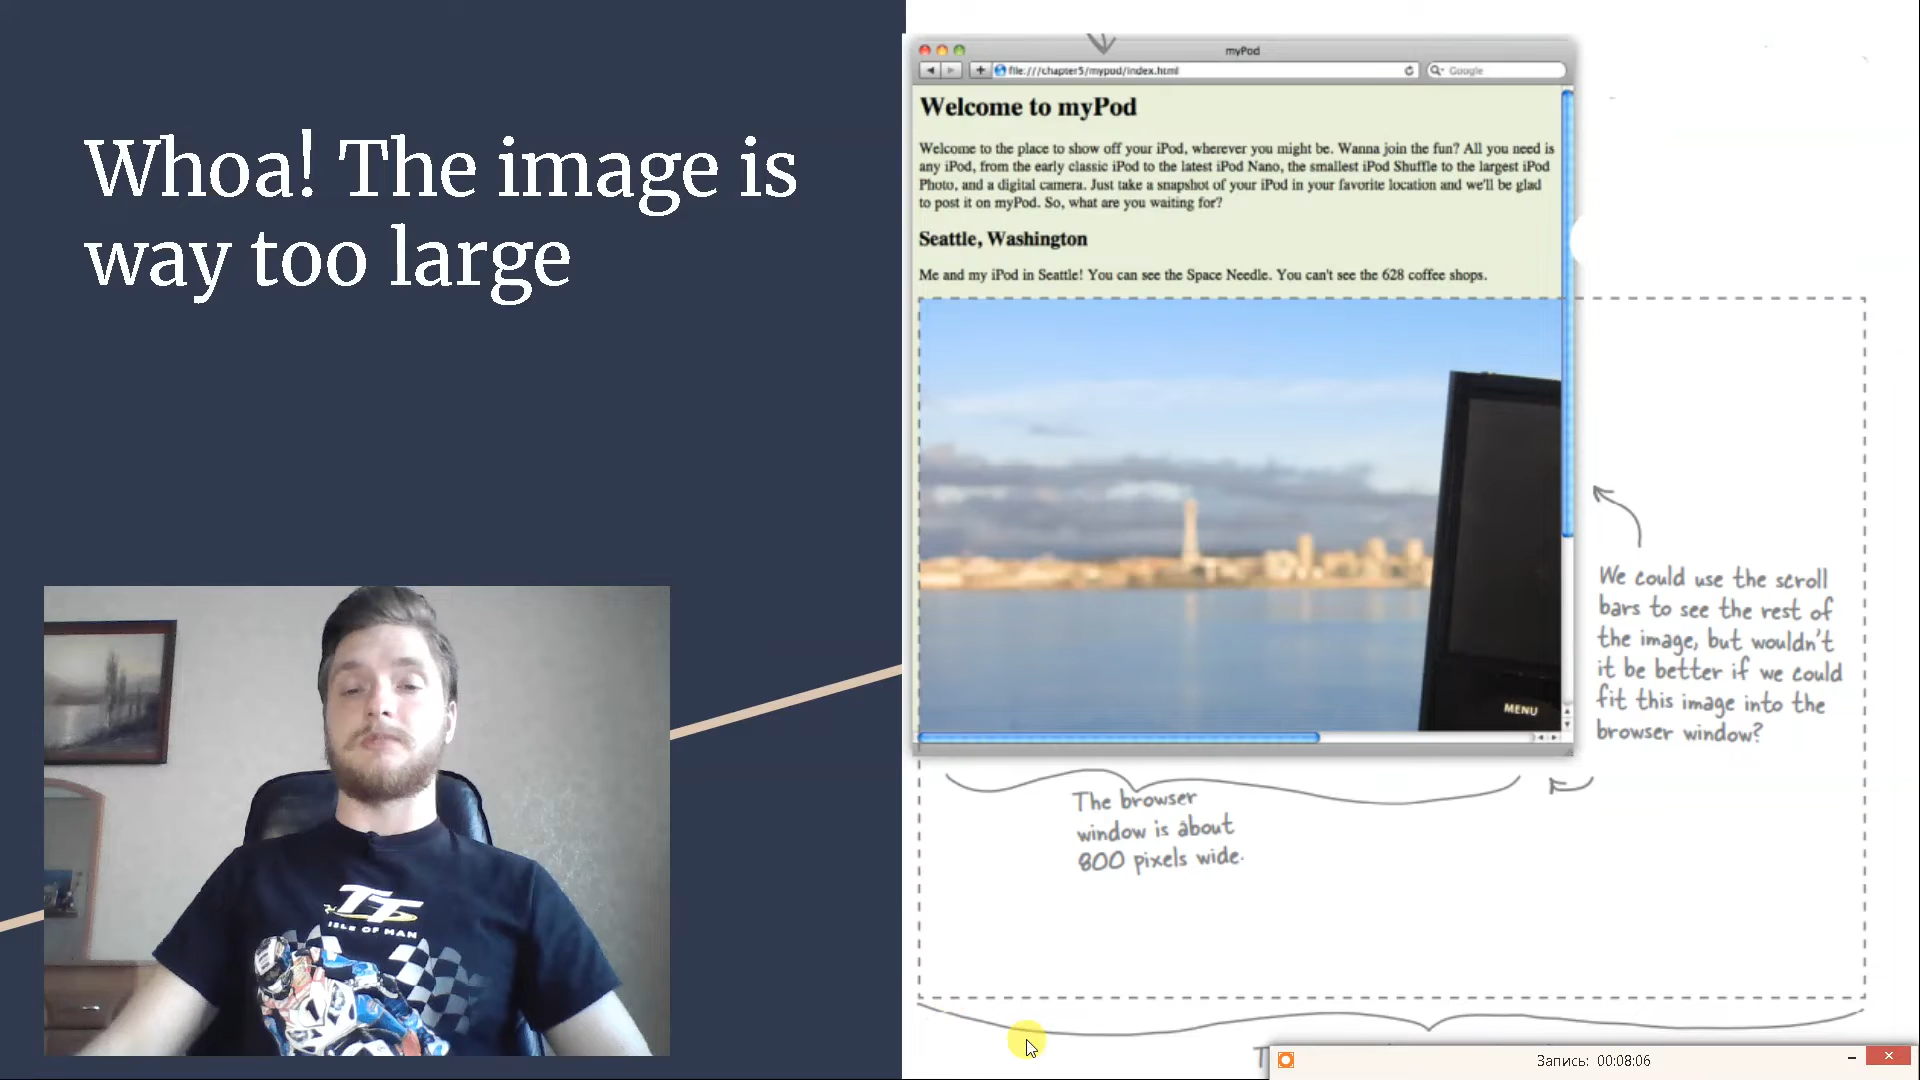 Whoa! The image is
way too large
myPod
file:///chapter5/mypod/index.html
Google
Welcome to myPod
Welcome to the place to show off your iPod, wherever you might be. Wanna join the fun? All you need is
any iPod, from the early classic iPod to the latest iPod Nano, the smallest iPod Shuffle to the largest iPod
Photo, and a digital camera. Just take a snapshot of your iPod in your favorite location and we'll be glad
to post it on myPod. So, what are you waiting for?
Seattle, Washington
Me and my iPod in Seattle! You can see the Space Needle. You can't see the 628 coffee shops.
MENU
We could use the scroll
bars to see the rest of
the image, but wouldn't
it be better if we could
fit this image into the
browser window?
The browser
window is about
800 pixels wide.
TT
ISLE OF MAN
Запись: 00:08:06